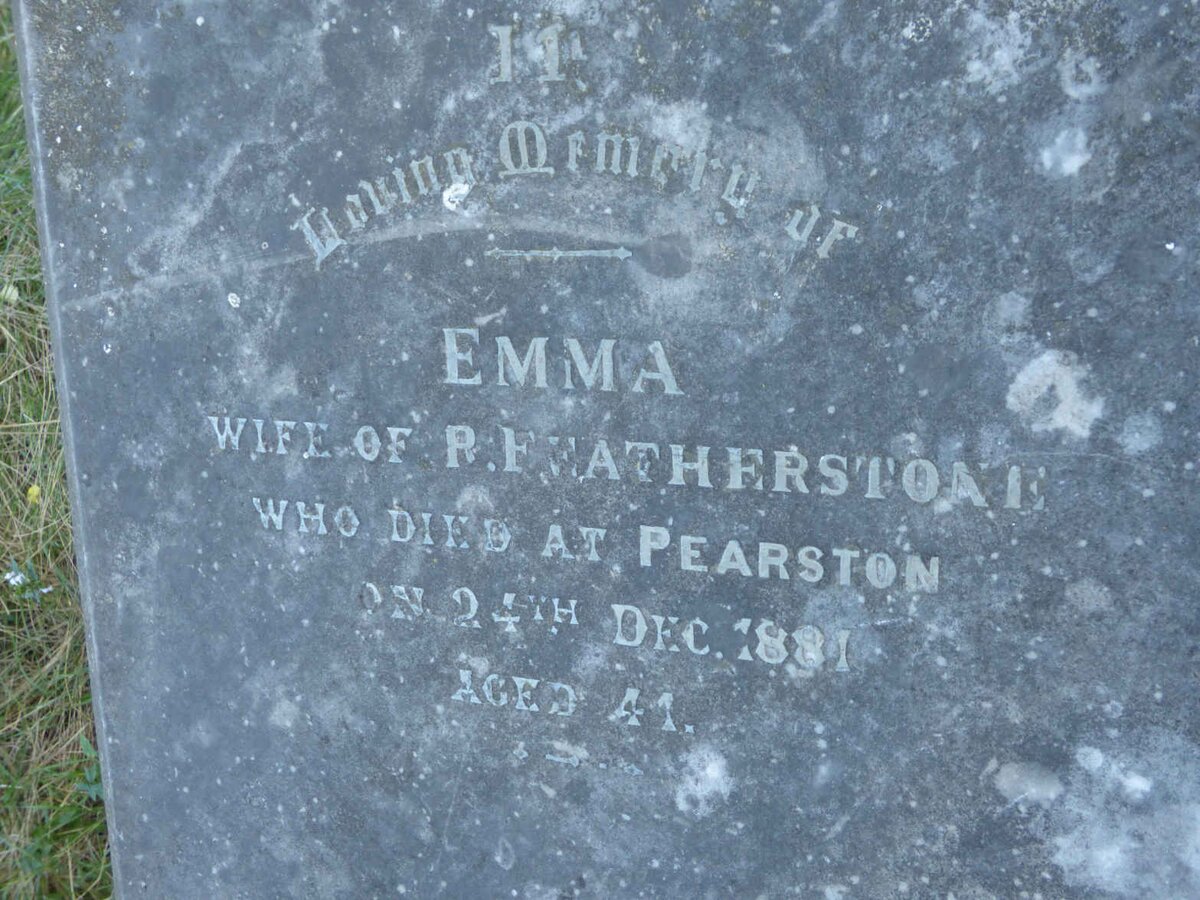 In
Loving Memory of
EMMA
WIFE OF R. FEATHERSTONE
WHO DIED AT PEARSTON
ON 24TH DEC. 1881
AGED 41.